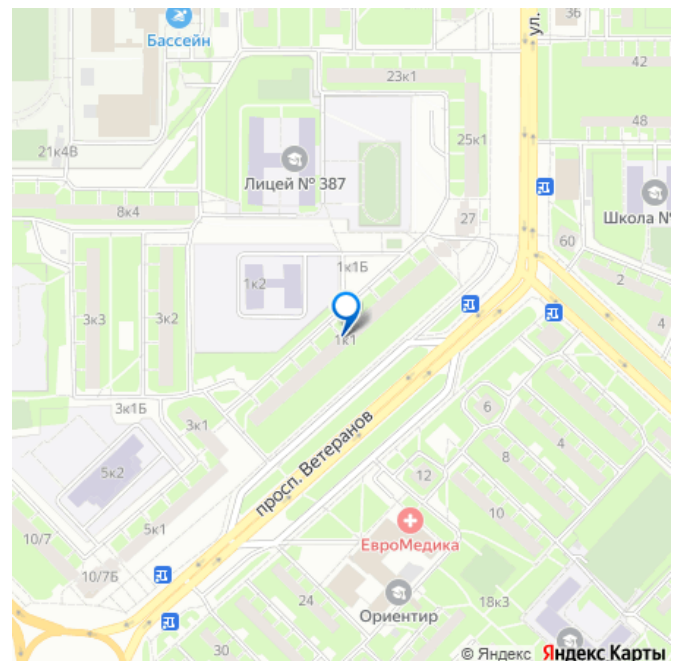 36
ул.
Бассейн
23к1
42
48
25к1
21к4В
Лицей № 387
Школа №
8к4
27
60
1к1Б
2
1к2
3к3
3к2
4
1к1
3к1Б
3к1
6
просп. Ветеранов
8
4
5к2
12
10
5к1
ЕвроМедика
10/7
10/7Б
24
Ориентир
18к3
30
© Яндекс Яндекс Карты